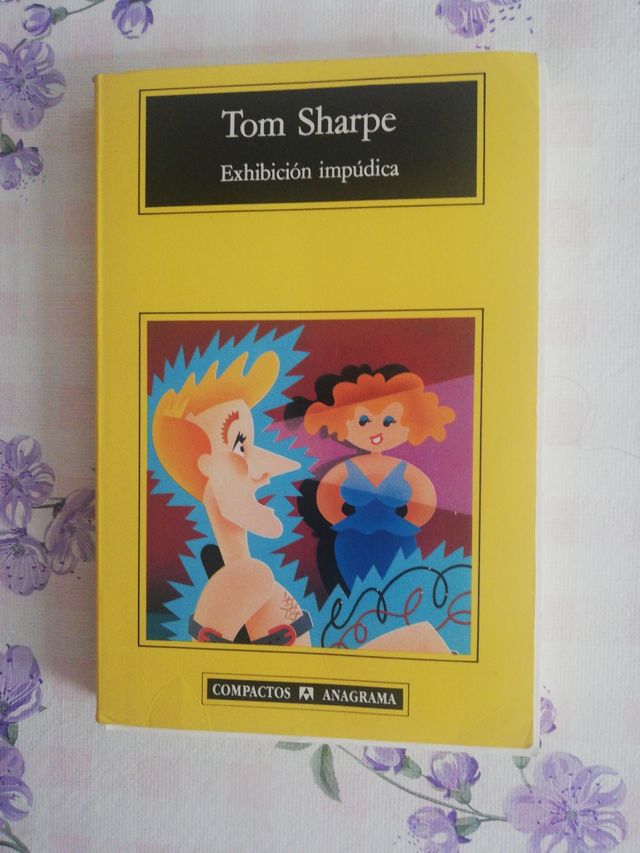 Tom Sharpe
Exhibición impúdica
COMPACTOS ANAGRAMA